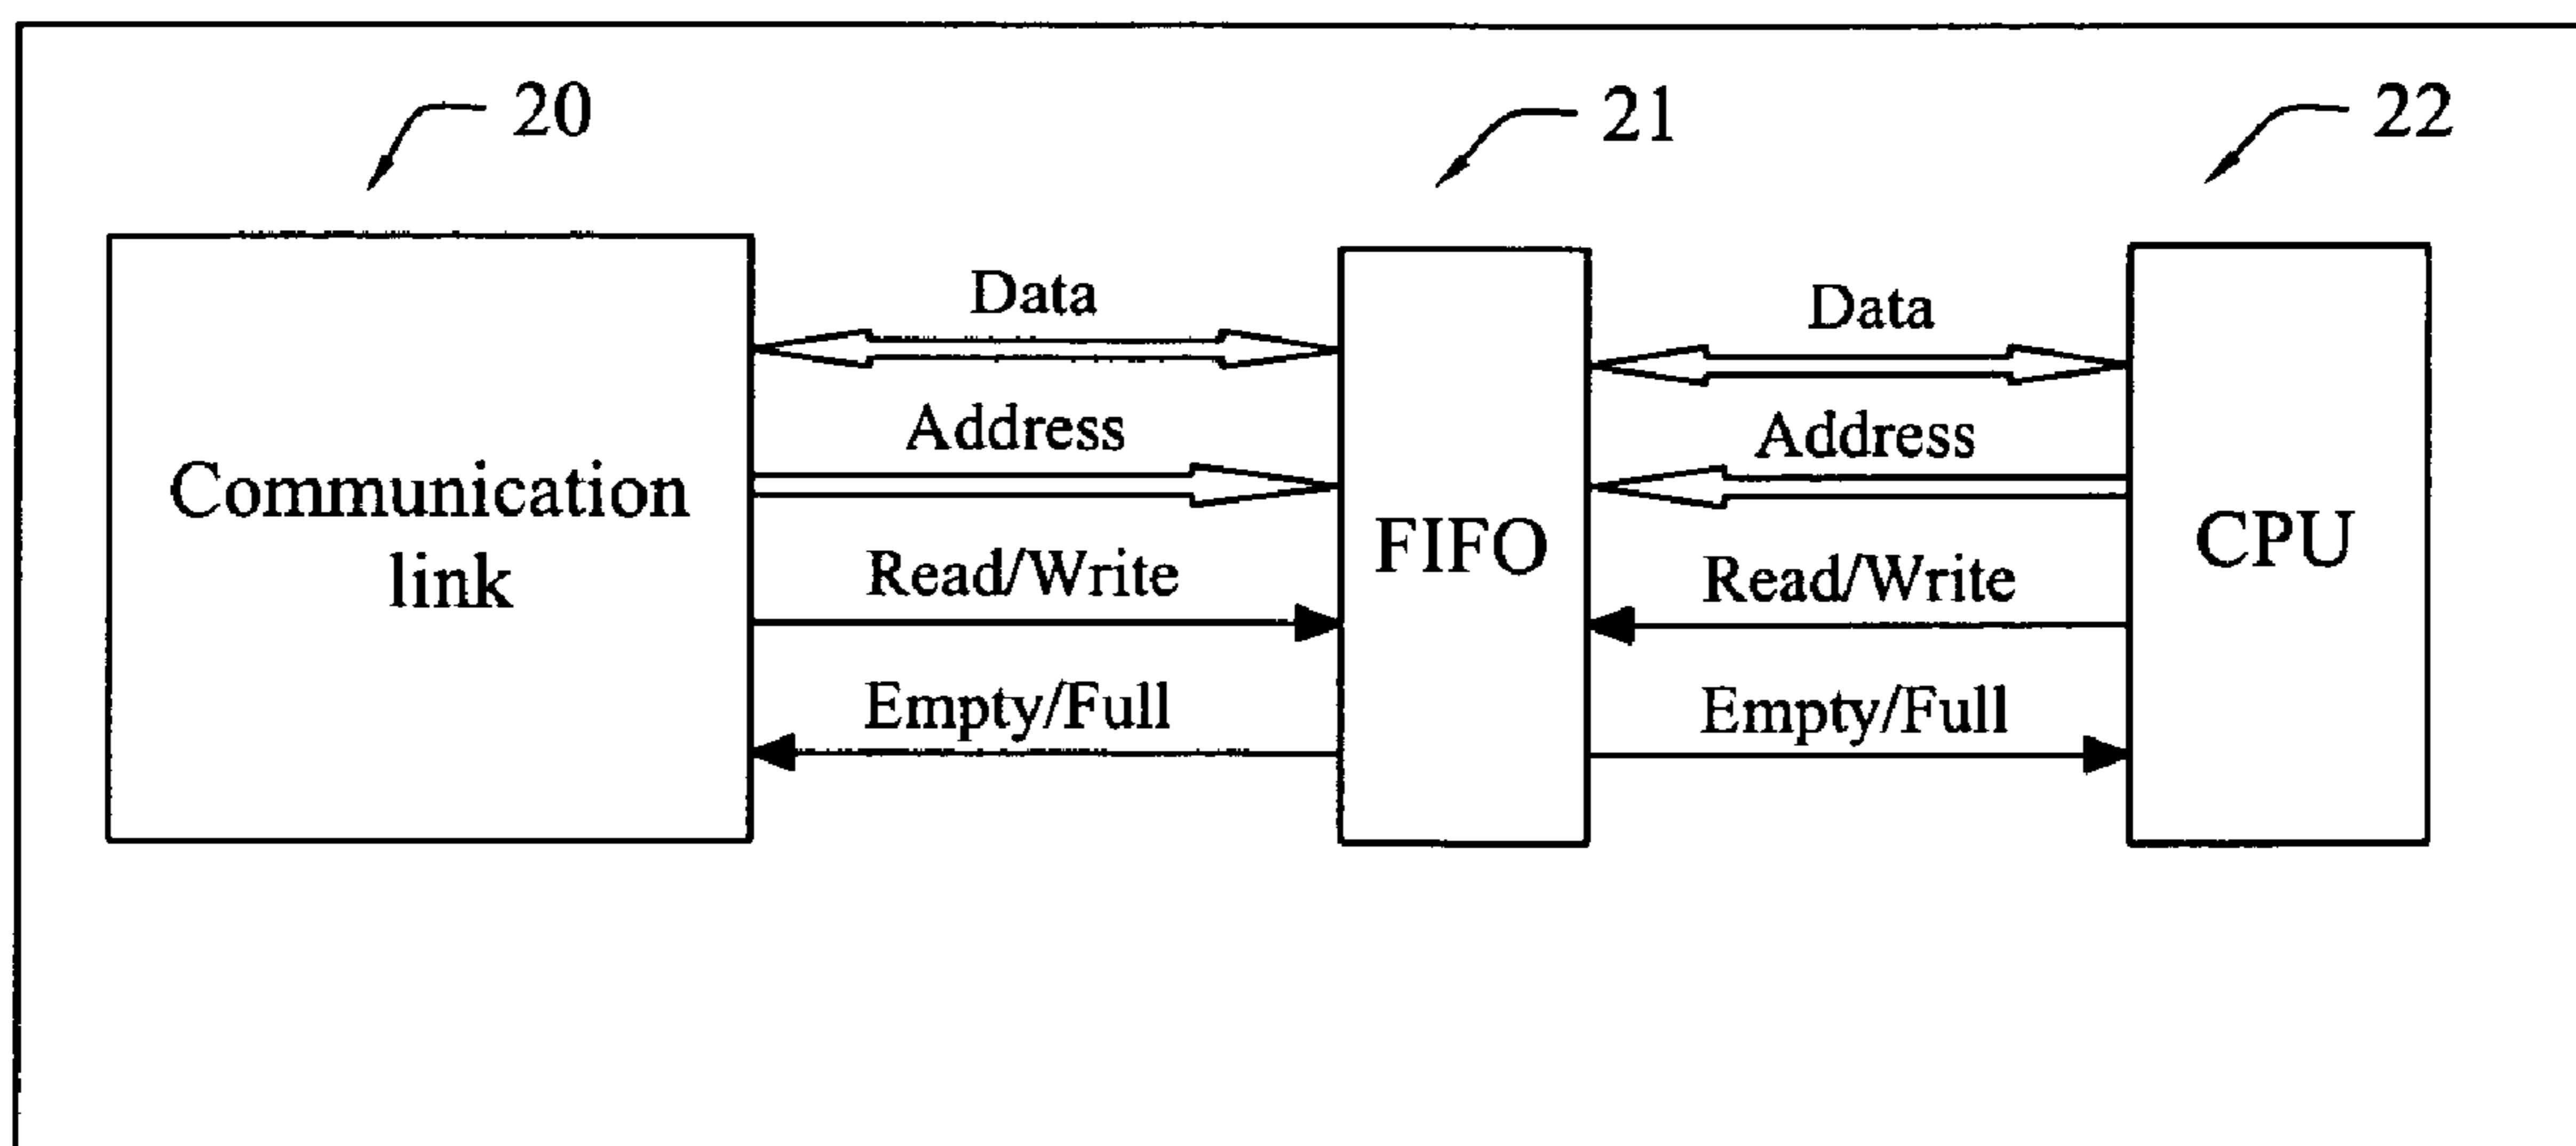 20
21
22
Communication
link
Data
Address
Read/Write
Empty/Full
FIFO
Data
Address
Read/Write
Empty/Full
CPU